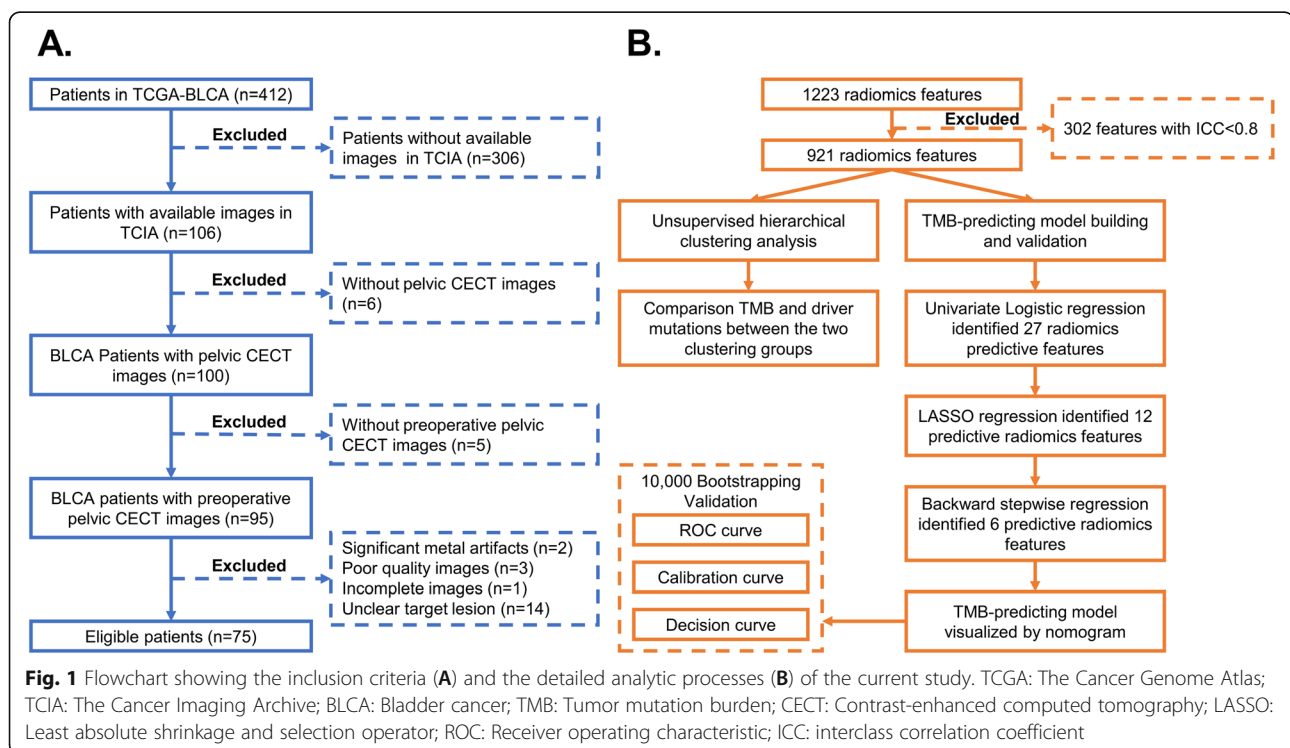 A.
Patients in TCGA-BLCA (n=412)
Excluded
Patients without available
images in TCIA (n=306)
Patients with available images in
TCIA (n=106)
Excluded
Without pelvic CECT images
(n=6)
BLCA Patients with pelvic CECT
images (n=100)
Excluded
Without preoperative pelvic
CECT images (n=5)
BLCA patients with preoperative
pelvic CECT images (n=95)
Excluded
Significant metal artifacts (n=2)
Poor quality images (n=3)
Incomplete images (n=1)
Unclear target lesion (n=14)
Eligible patients (n=75)
B.
1223 radiomics features
Excluded
302 features with ICC<0.8
921 radiomics features
Unsupervised hierarchical
clustering analysis
Comparison TMB and driver
mutations between the two
clustering groups
TMB-predicting model building
and validation
Univariate Logistic regression
identified 27 radiomics
predictive features
LASSO regression identified 12
predictive radiomics features
Backward stepwise regression
identified 6 predictive radiomics
features
TMB-predicting model
visualized by nomogram
10,000 Bootstrapping
Validation
ROC curve
Calibration curve
Decision curve
Fig. 1 Flowchart showing the inclusion criteria (A) and the detailed analytic processes (B) of the current study. TCGA: The Cancer Genome Atlas;
TCIA: The Cancer Imaging Archive; BLCA: Bladder cancer; TMB: Tumor mutation burden; CECT: Contrast-enhanced computed tomography; LASSO:
Least absolute shrinkage and selection operator; ROC: Receiver operating characteristic; ICC: interclass correlation coefficient